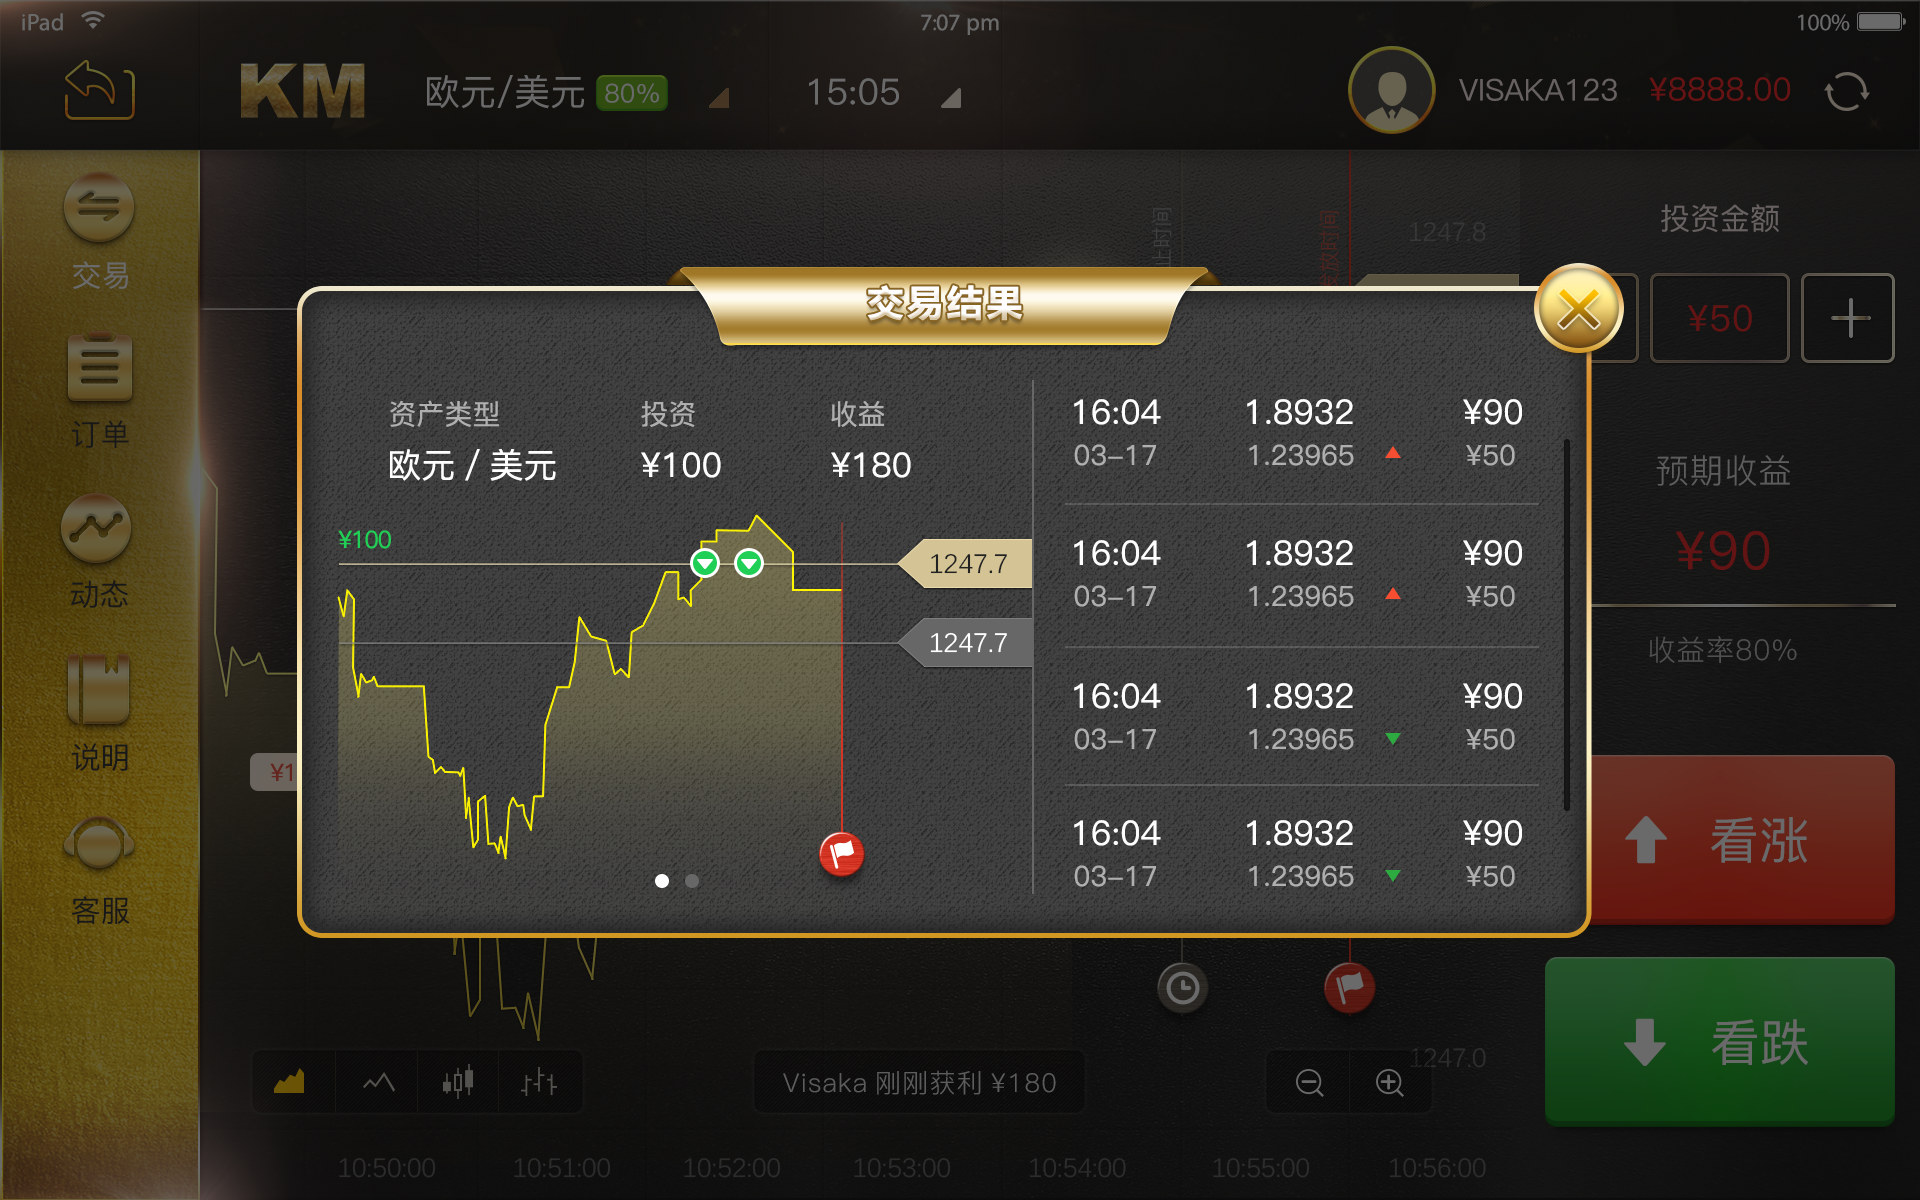 iPad
7:07 pm
100%
KM
欧元/美元 80%
15:05
VISAKA123
¥8888.00
交易
订单
动态
说明
客服
止时间
放时间
1247.8
投资金额
¥50
预期收益
¥90
收益率80%
看涨
看跌
交易结果
资产类型 投资 收益
欧元 / 美元 ¥100 ¥180
¥100
1247.7
1247.7
16:04 1.8932 ¥90
03-17 1.23965 ¥50
16:04 1.8932 ¥90
03-17 1.23965 ¥50
16:04 1.8932 ¥90
03-17 1.23965 ¥50
16:04 1.8932 ¥90
03-17 1.23965 ¥50
¥1
Visaka 刚刚获利 ¥180
1247.0
10:50:00 10:51:00 10:52:00 10:53:00 10:54:00 10:55:00 10:56:00